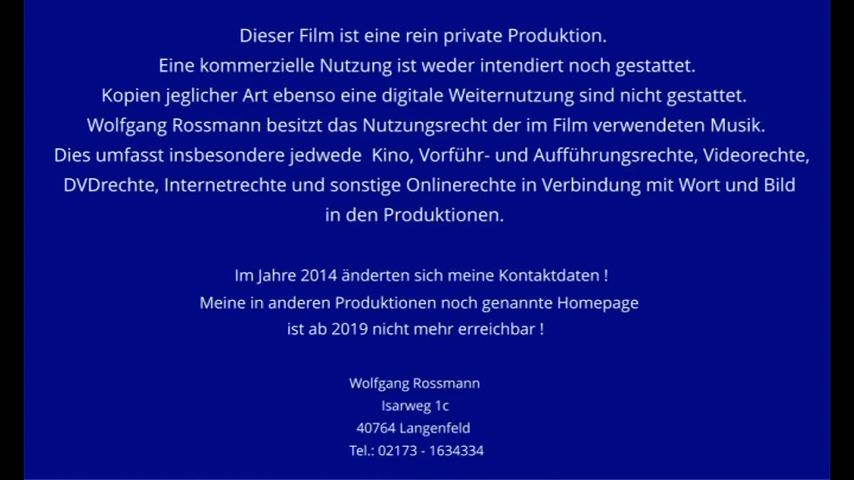 Dieser Film ist eine rein private Produktion.
Eine kommerzielle Nutzung ist weder intendiert noch gestattet.
Kopien jeglicher Art ebenso eine digitale Weiternutzung sind nicht gestattet.
Wolfgang Rossmann besitzt das Nutzungsrecht der im Film verwendeten Musik.
Dies umfasst insbesondere jedwede  Kino, Vorführ- und Aufführungsrechte, Videorechte,
DVDrechte, Internetrechte und sonstige Onlinerechte in Verbindung mit Wort und Bild
in den Produktionen.
Im Jahre 2014 änderten sich meine Kontaktdaten !
Meine in anderen Produktionen noch genannte Homepage
ist ab 2019 nicht mehr erreichbar !
Wolfgang Rossmann
Isarweg 1c
40764 Langenfeld
Tel.: 02173 - 1634334